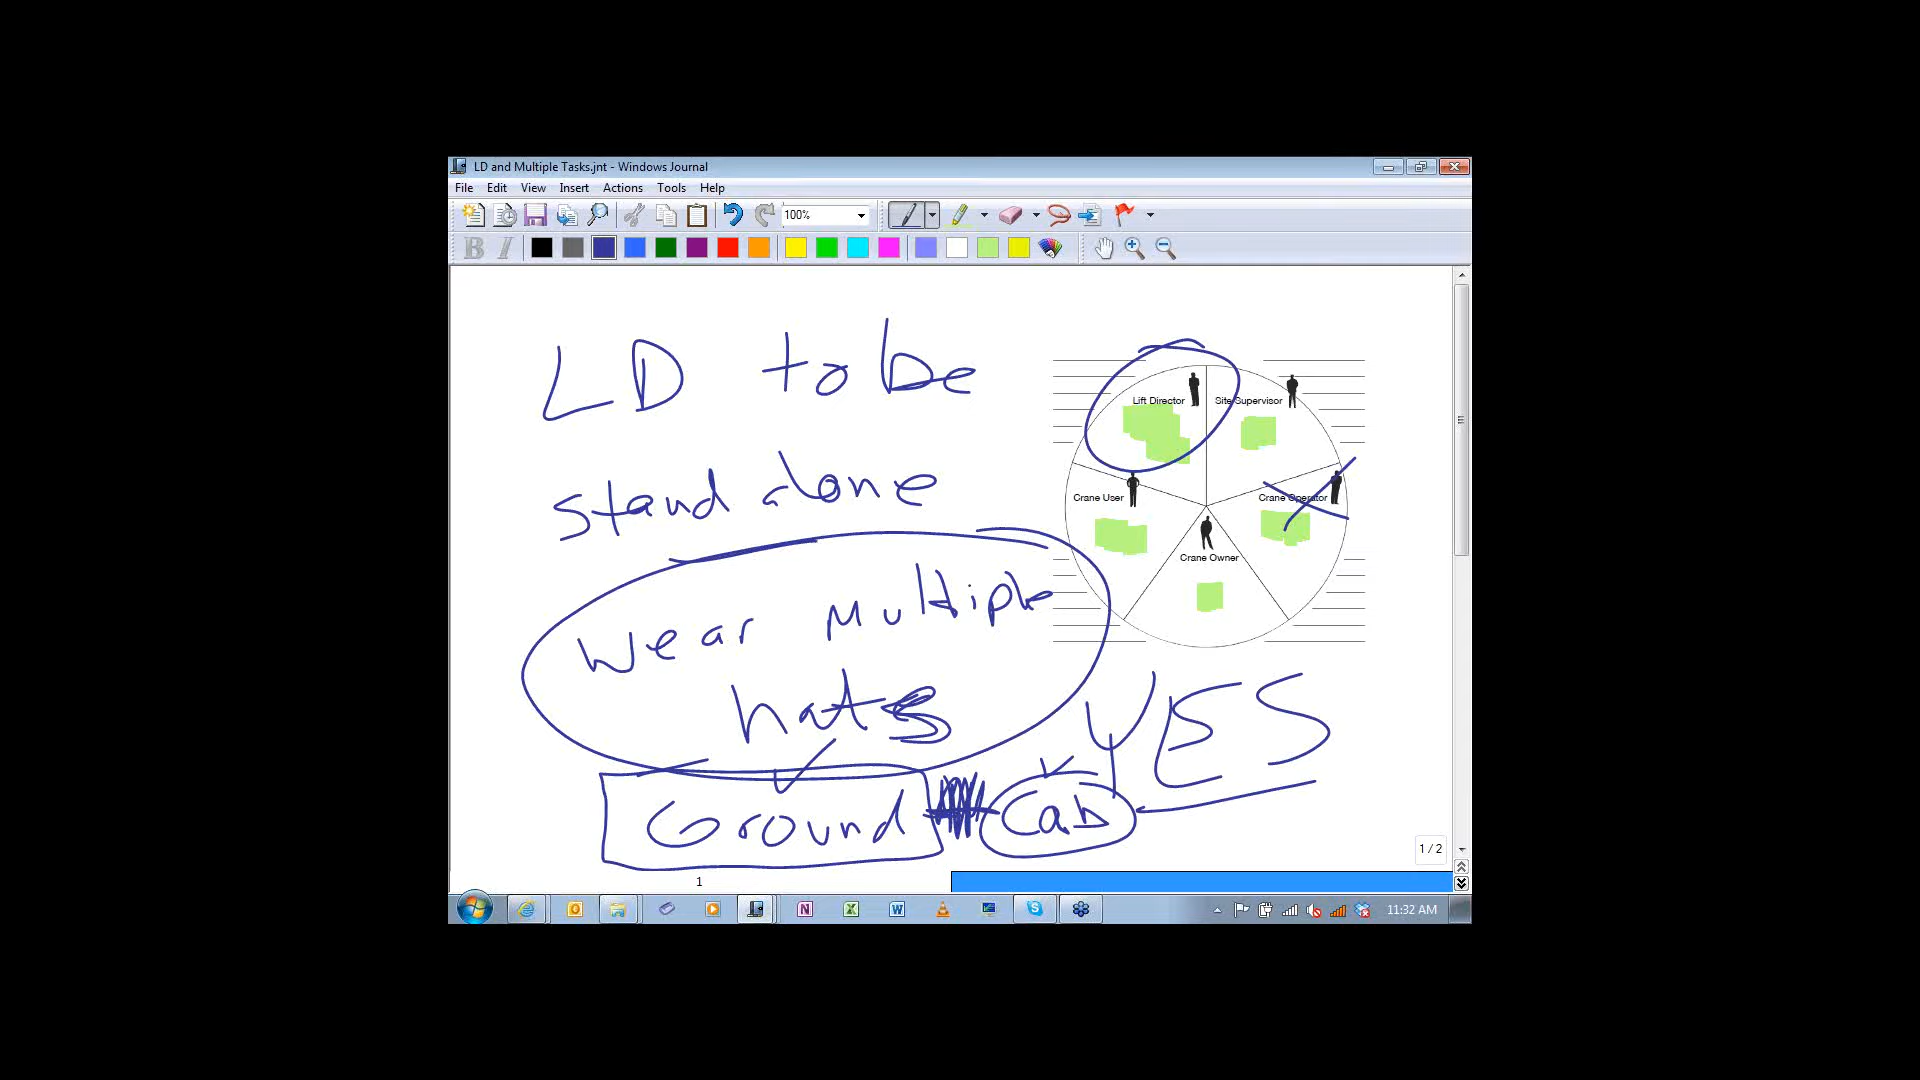 LD and Multiple Tasks.jnt - Windows Journal
File Edit View Insert Actions Tools Help
100%
B I
LD to be
stand alone
Wear Multiple
hats
Ground Cab
YES
Lift Director
Site Supervisor
Crane User
Crane Operator
Crane Owner
1 / 2
1
11:32 AM